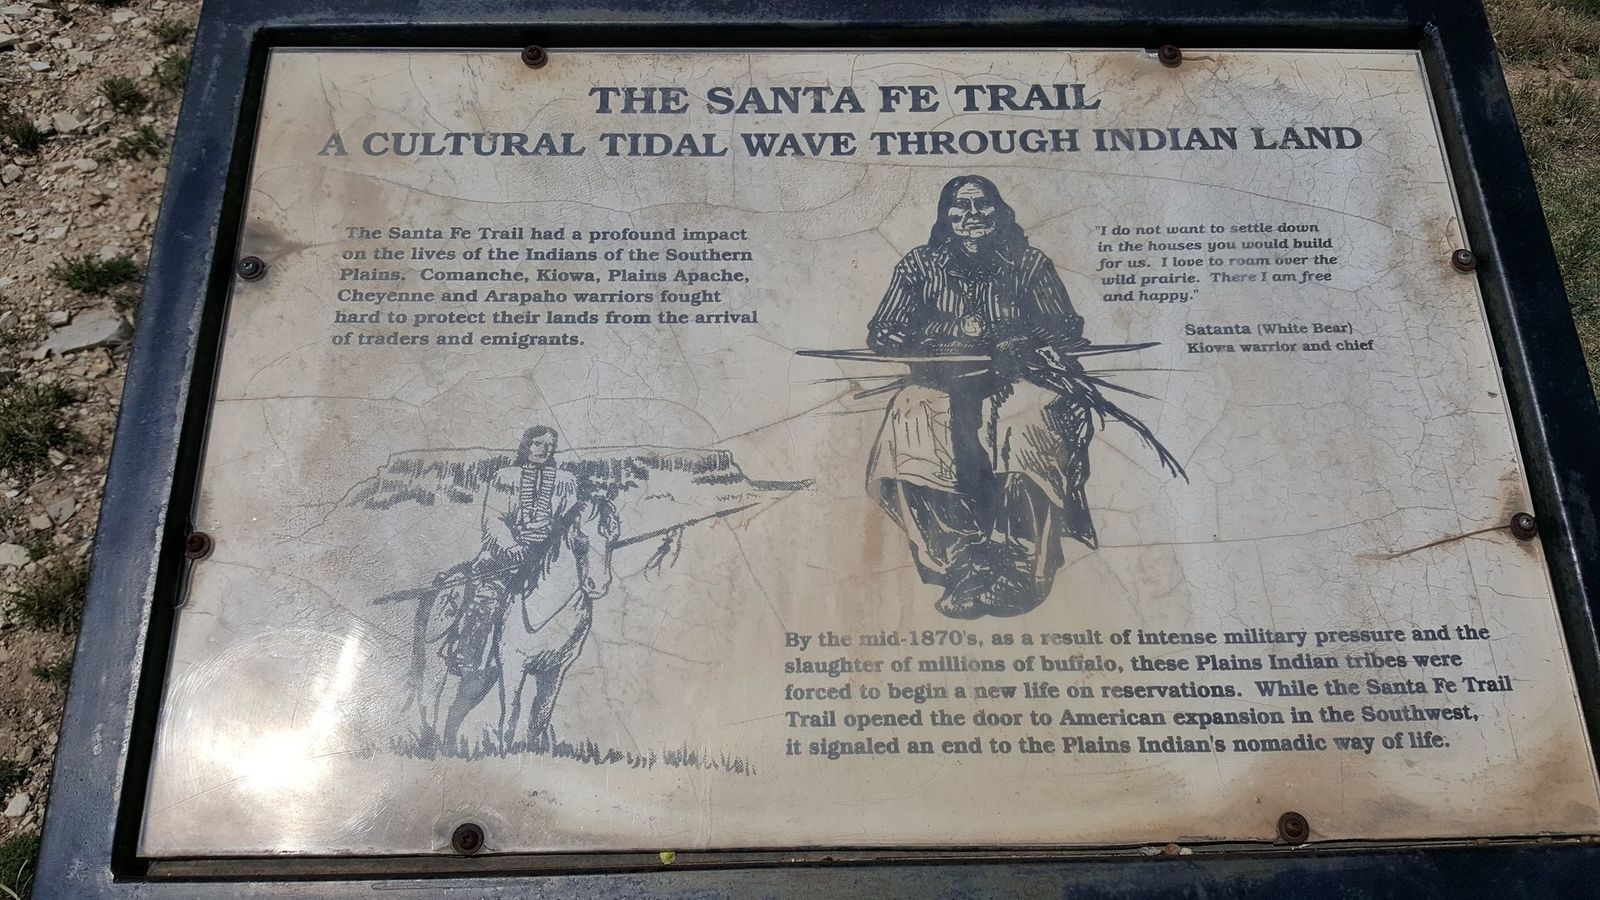 THE SANTA FE TRAIL
A CULTURAL TIDAL WAVE THROUGH INDIAN LAND
The Santa Fe Trail had a profound impact
on the lives of the Indians of the Southern
Plains. Comanche, Kiowa, Plains Apache,
Cheyenne and Arapaho warriors fought
hard to protect their lands from the arrival
of traders and emigrants.
"I do not want to settle down
in the houses you would build
for us. I love to roam over the
wild prairie. There I am free
and happy."
Satanta (White Bear)
Kiowa warrior and chief
By the mid-1870's, as a result of intense military pressure and the
slaughter of millions of buffalo, these Plains Indian tribes were
forced to begin a new life on reservations. While the Santa Fe Trail
Trail opened the door to American expansion in the Southwest,
it signaled an end to the Plains Indian's nomadic way of life.